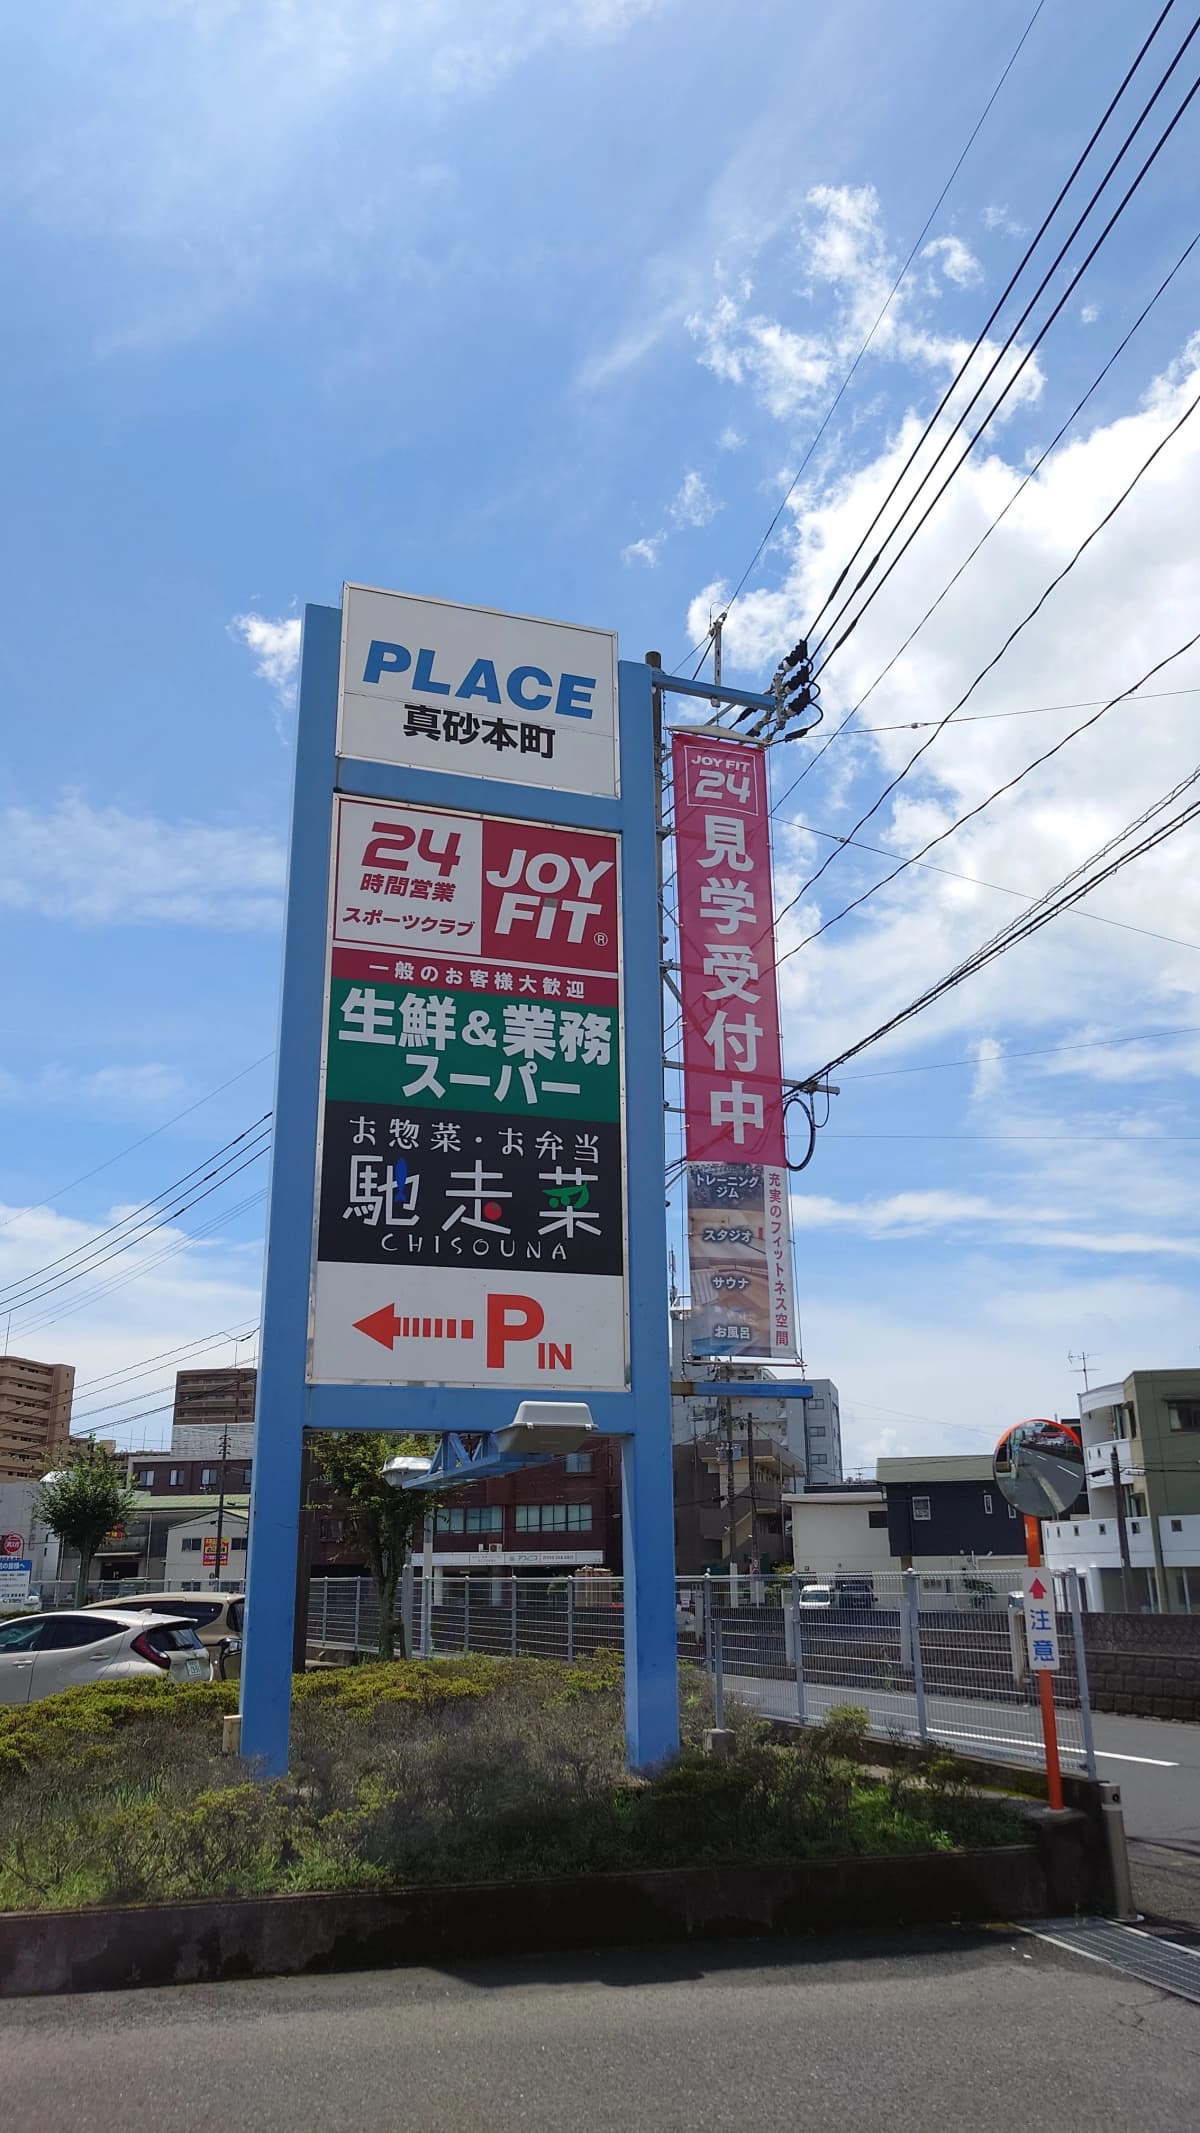 PLACE
真砂本町
24
時間営業
スポーツクラブ
JOY
FIT®
一般のお客様大歓迎
生鮮&業務
スーパー
お惣菜・お弁当
馳走菜
CHISOUNA
P IN
JOY FIT
24
見学受付中
トレーニング
ジム
スタジオ
サウナ
お風呂
充実のフィットネス空間
注意